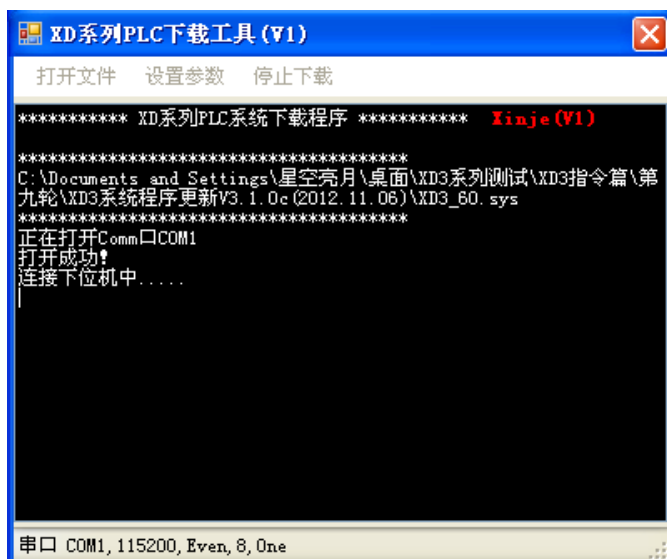 XD系列PLC下载工具(V1)
打开文件 设置参数 停止下载
*********** XD系列PLC系统下载程序 *********** Xinje(V1)
***************************************
C:\Documents and Settings\星空亮月\桌面\XD3系列测试\XD3指令篇\第
九轮\XD3系统程序更新V3.1.0c(2012.11.06)\XD3_60.sys
***************************************
正在打开Comm口COM1
打开成功!
连接下位机中.....
串口 COM1,115200,Even,8,One